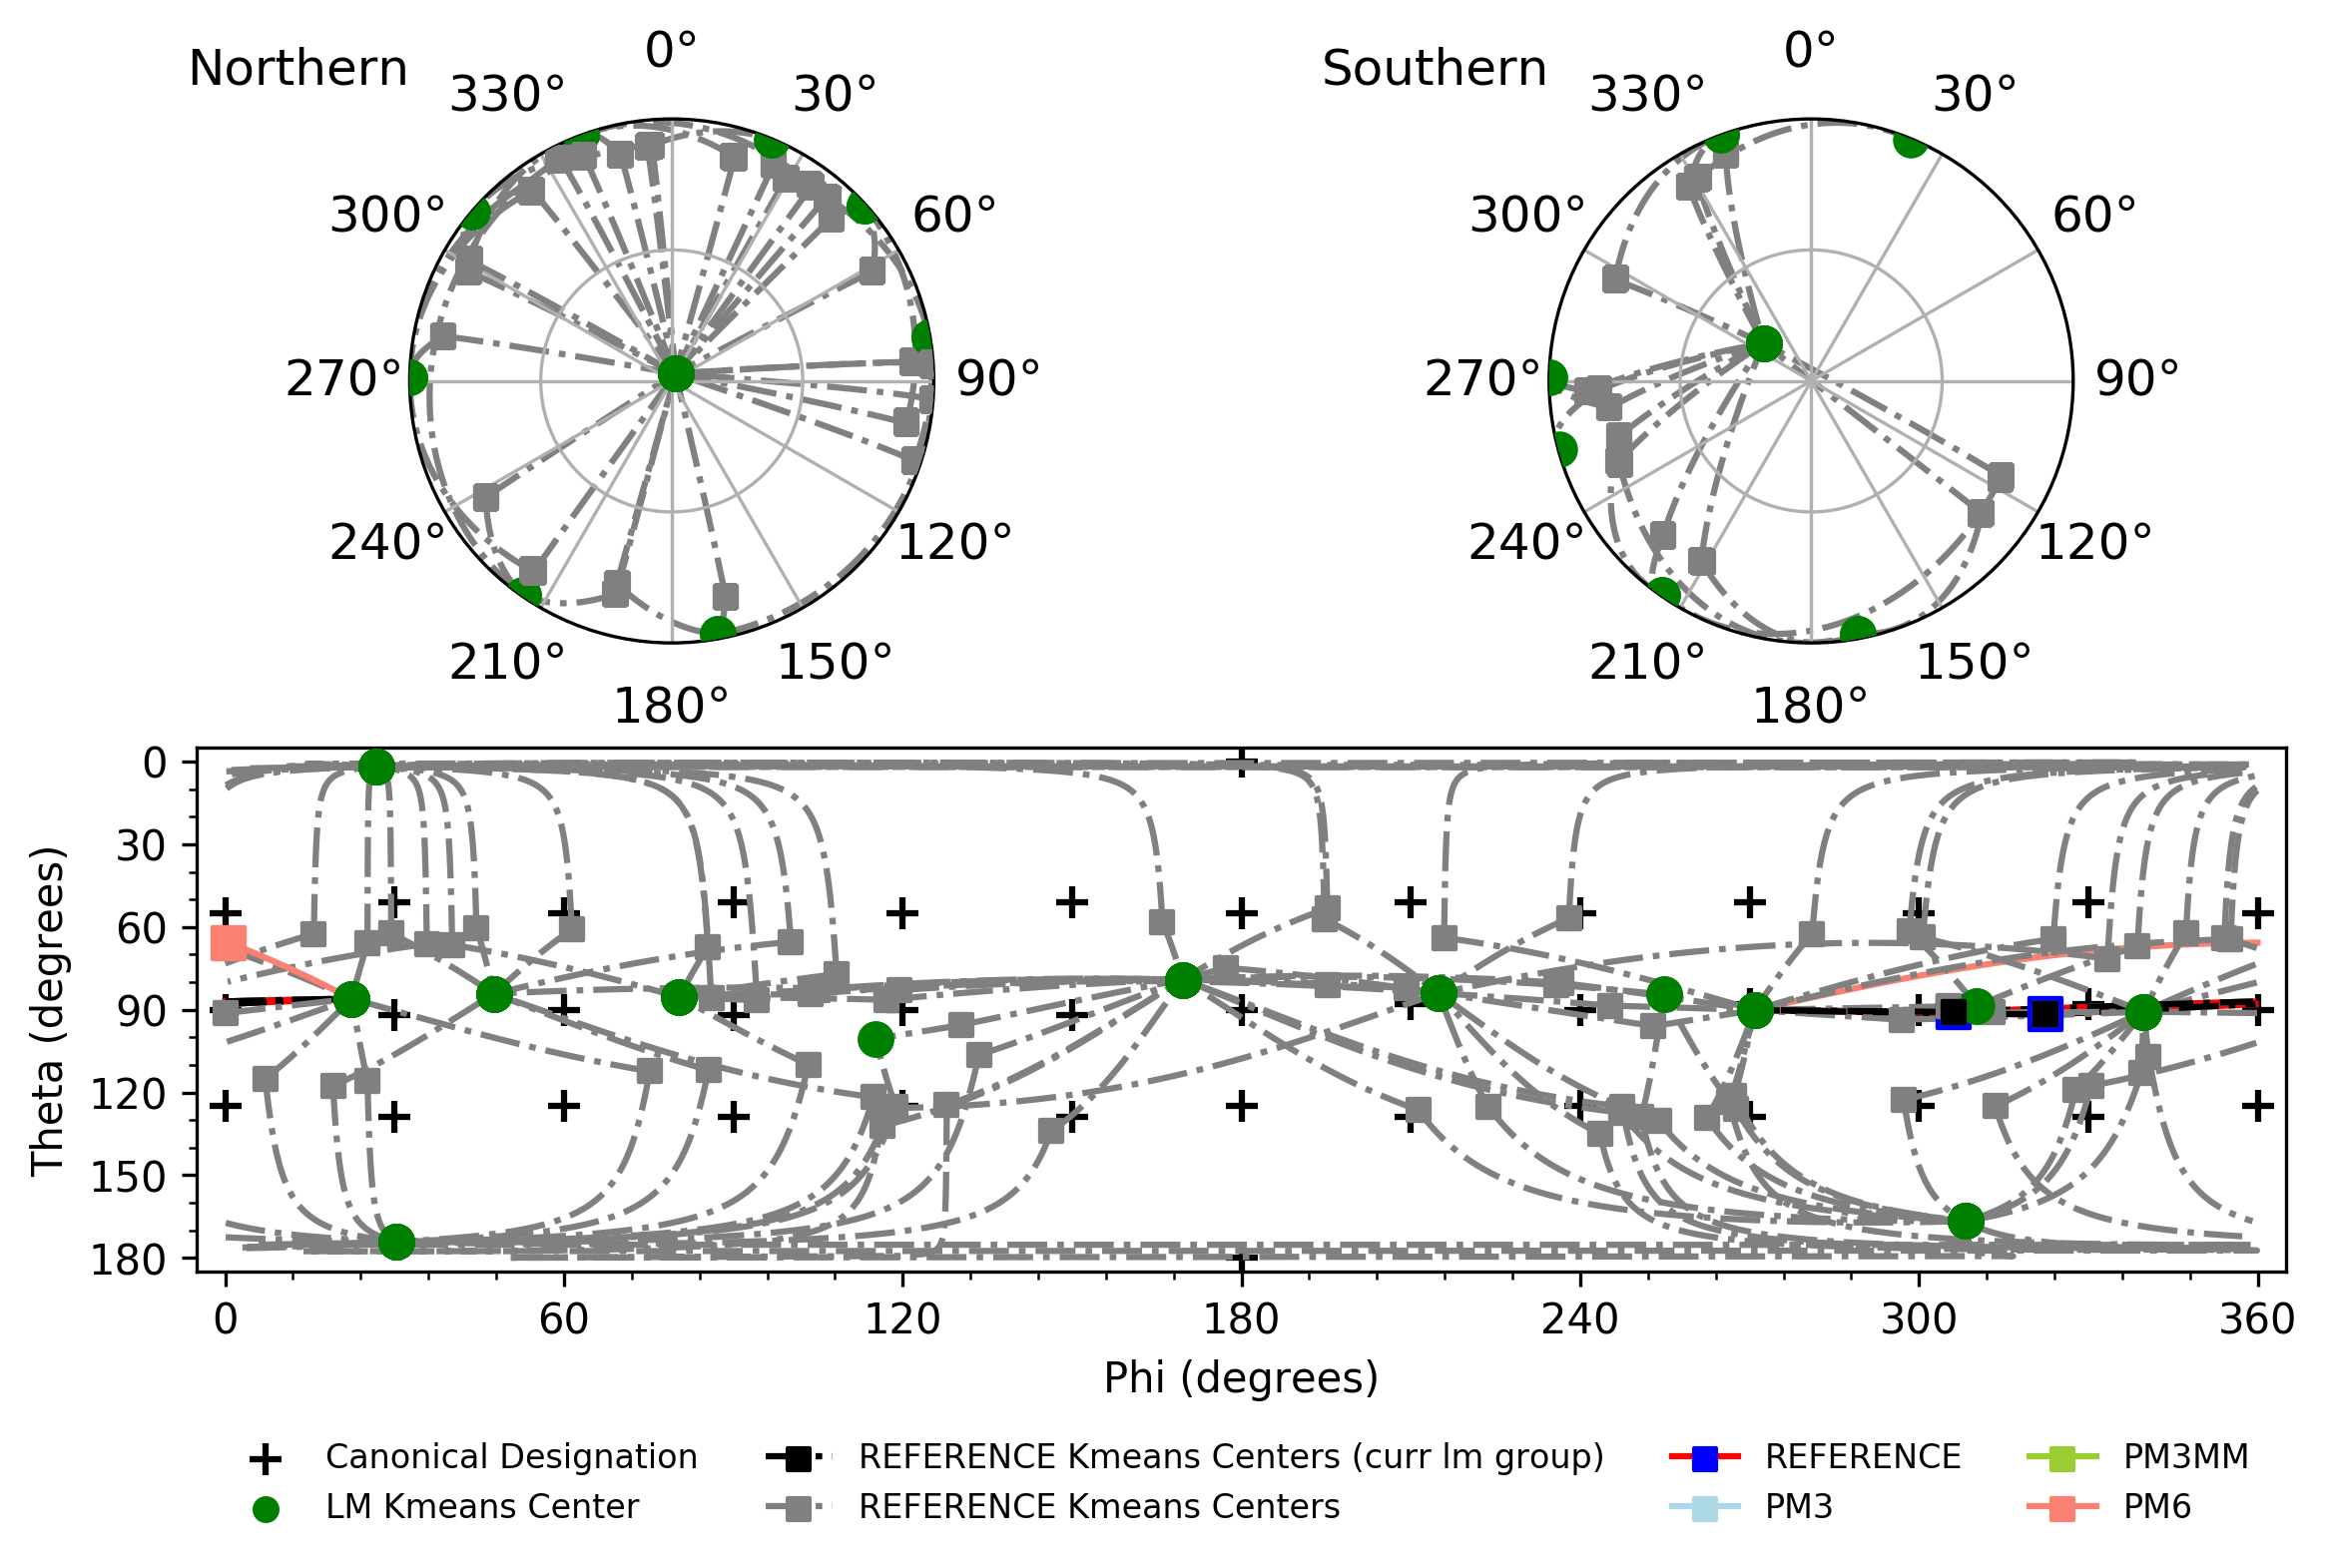 Northern
0°
30°
60°
90°
120°
150°
180°
210°
240°
270°
300°
330°
Southern
0°
30°
60°
90°
120°
150°
180°
210°
240°
270°
300°
330°
Theta (degrees)
0
30
60
90
120
150
180
0 60 120 180 240 300 360
Phi (degrees)
Canonical Designation
LM Kmeans Center
REFERENCE Kmeans Centers (curr lm group)
REFERENCE Kmeans Centers
REFERENCE
PM3
PM3MM
PM6